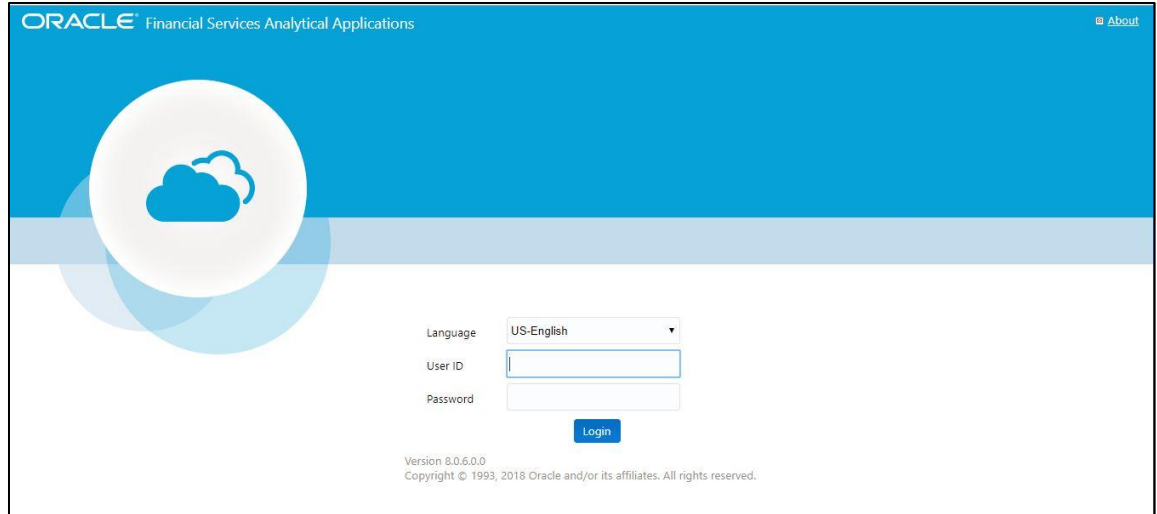 ORACLE® Financial Services Analytical Applications
About
Language US-English
User ID
Password
Login
Version 8.0.6.0.0
Copyright © 1993, 2018 Oracle and/or its affiliates. All rights reserved.